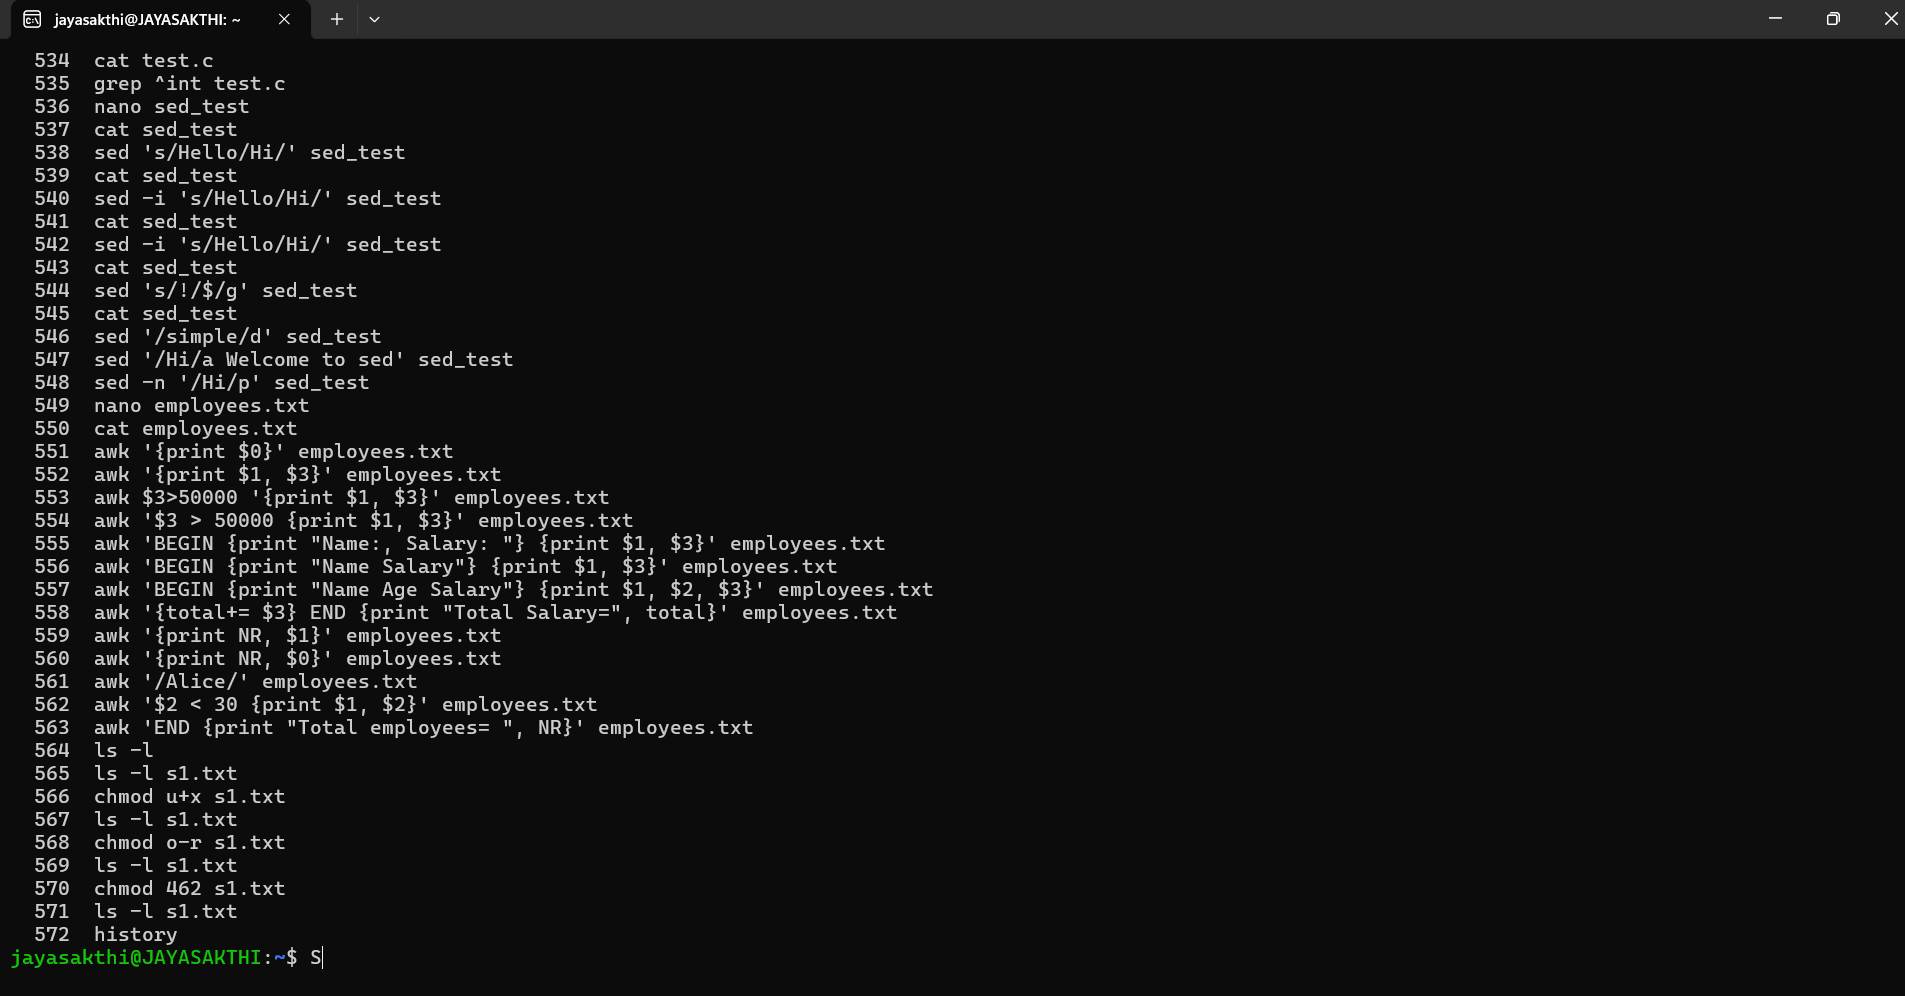 jayasakthi@JAYASAKTHI: ~
534 cat test.c
535 grep ^int test.c
536 nano sed_test
537 cat sed_test
538 sed 's/Hello/Hi/' sed_test
539 cat sed_test
540 sed -i 's/Hello/Hi/' sed_test
541 cat sed_test
542 sed -i 's/Hello/Hi/' sed_test
543 cat sed_test
544 sed 's/!/$/g' sed_test
545 cat sed_test
546 sed '/simple/d' sed_test
547 sed '/Hi/a Welcome to sed' sed_test
548 sed -n '/Hi/p' sed_test
549 nano employees.txt
550 cat employees.txt
551 awk '{print $0}' employees.txt
552 awk '{print $1, $3}' employees.txt
553 awk $3>50000 '{print $1, $3}' employees.txt
554 awk '$3 > 50000 {print $1, $3}' employees.txt
555 awk 'BEGIN {print "Name:, Salary: "} {print $1, $3}' employees.txt
556 awk 'BEGIN {print "Name Salary"} {print $1, $3}' employees.txt
557 awk 'BEGIN {print "Name Age Salary"} {print $1, $2, $3}' employees.txt
558 awk '{total+= $3} END {print "Total Salary=", total}' employees.txt
559 awk '{print NR, $1}' employees.txt
560 awk '{print NR, $0}' employees.txt
561 awk '/Alice/' employees.txt
562 awk '$2 < 30 {print $1, $2}' employees.txt
563 awk 'END {print "Total employees= ", NR}' employees.txt
564 ls -l
565 ls -l s1.txt
566 chmod u+x s1.txt
567 ls -l s1.txt
568 chmod o-r s1.txt
569 ls -l s1.txt
570 chmod 462 s1.txt
571 ls -l s1.txt
572 history
jayasakthi@JAYASAKTHI:~$ S